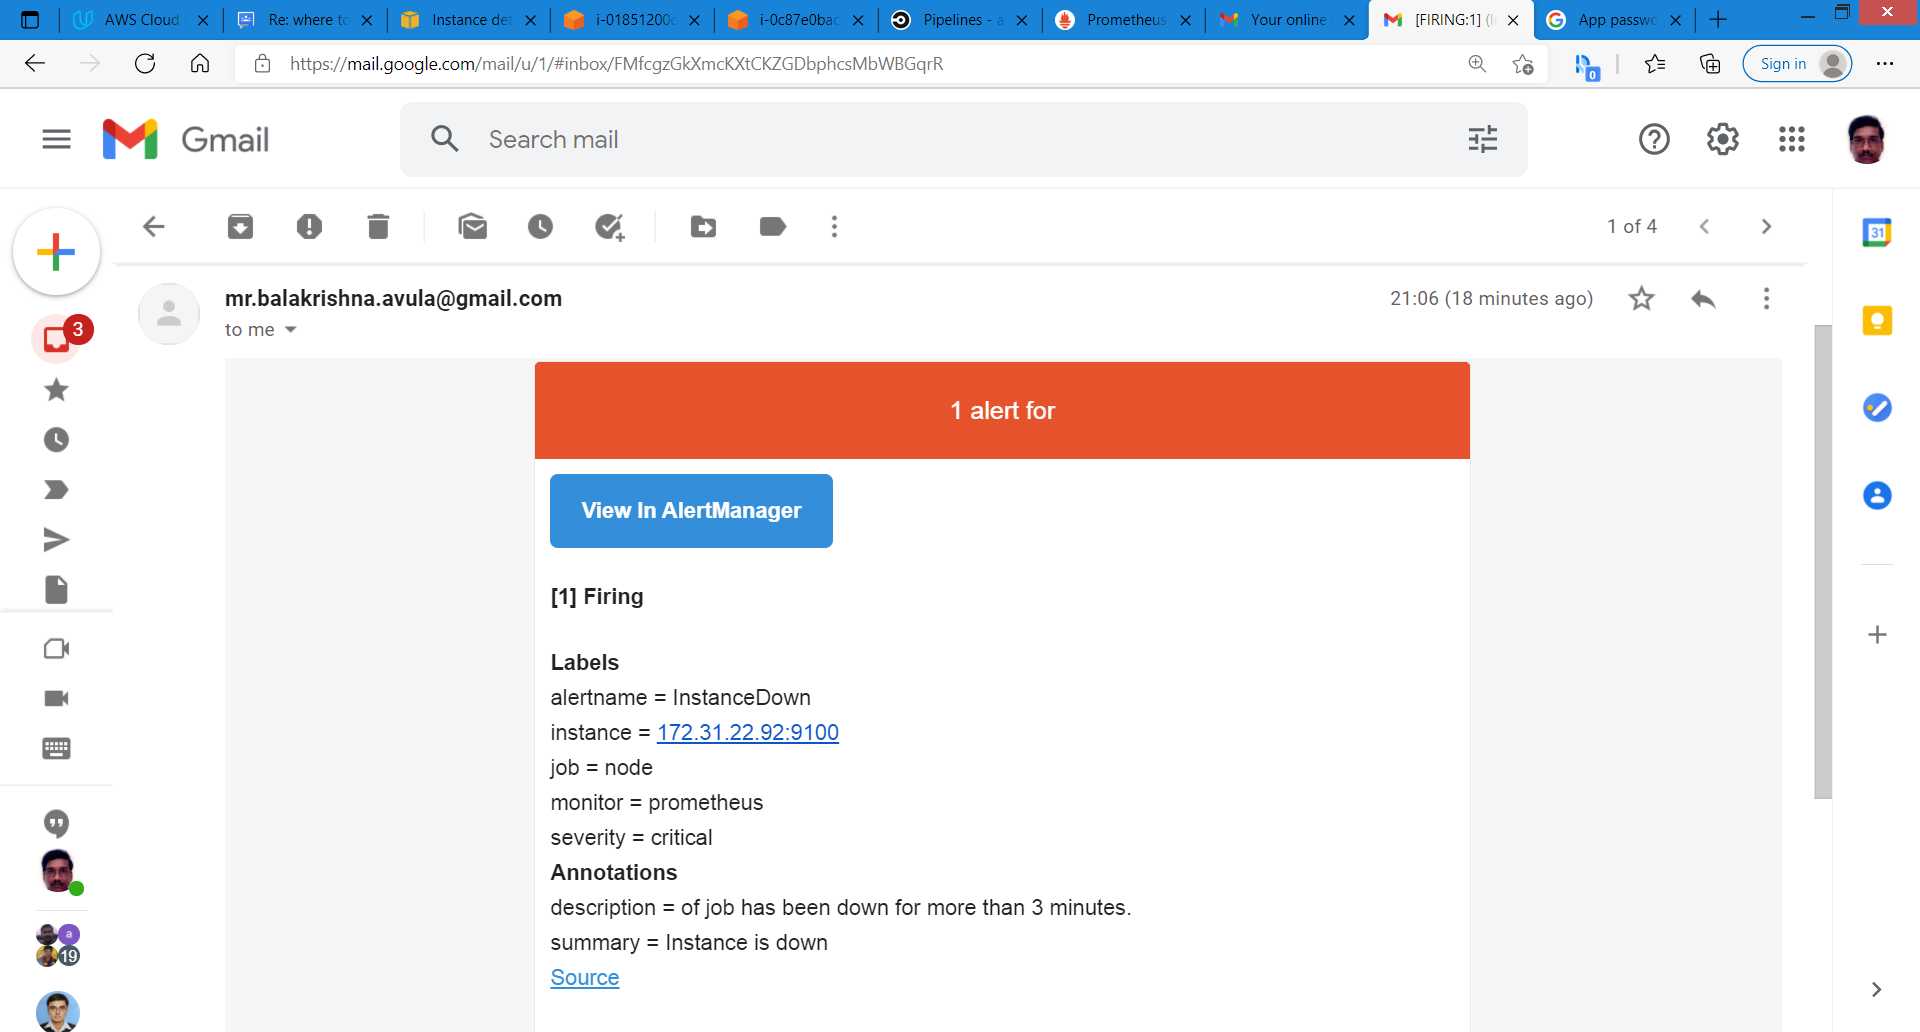 AWS Cloud
Re: where to
Instance det
i-01851200c
i-0c87e0bac
Pipelines - a
Prometheus
Your online
[FIRING:1] (I
App passwo
https://mail.google.com/mail/u/1/#inbox/FMfcgzGkXmcKXtCKZGDbphcsMbWBGqrR
0
Sign in
Gmail
Search mail
1 of 4
31
mr.balakrishna.avula@gmail.com
21:06 (18 minutes ago)
to me
3
1 alert for
View In AlertManager
[1] Firing
Labels
alertname = InstanceDown
instance = 172.31.22.92:9100
job = node
monitor = prometheus
severity = critical
Annotations
description = of job has been down for more than 3 minutes.
summary = Instance is down
Source
a
19